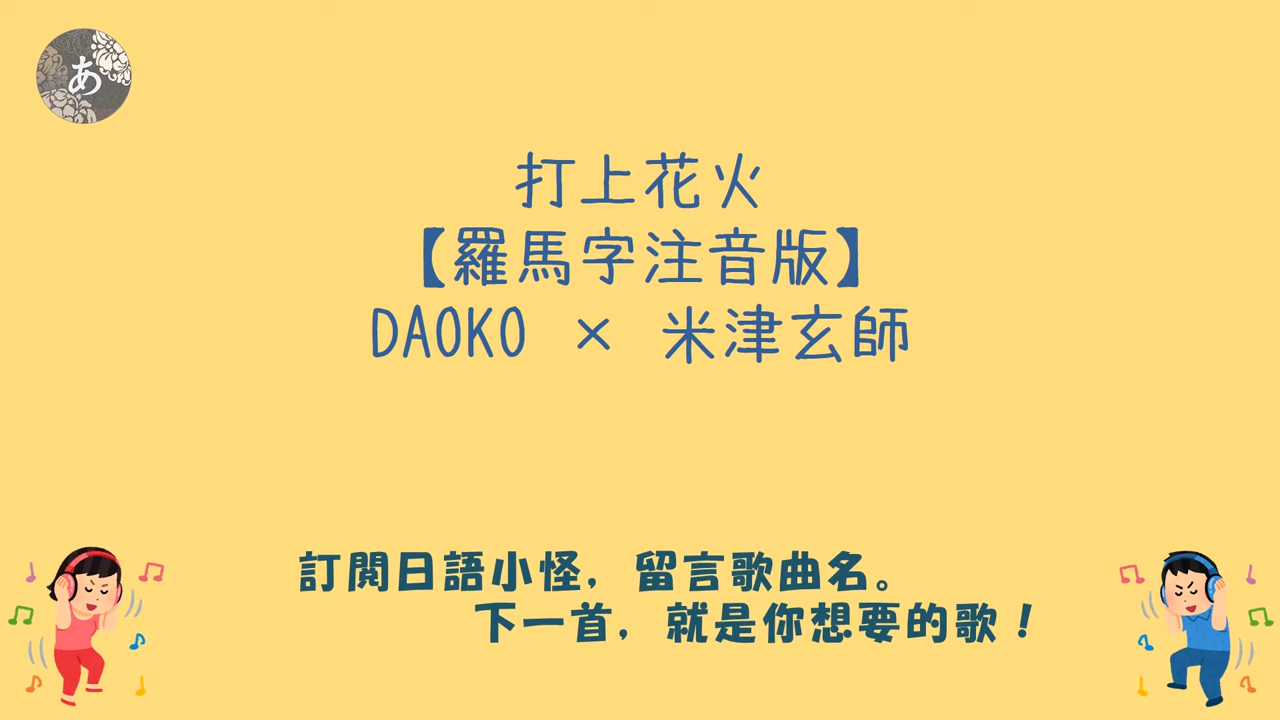 あ
打上花火
【羅馬字注音版】
DAOKO × 米津玄師
訂閱日語小怪，留言歌曲名。
下一首，就是你想要的歌！